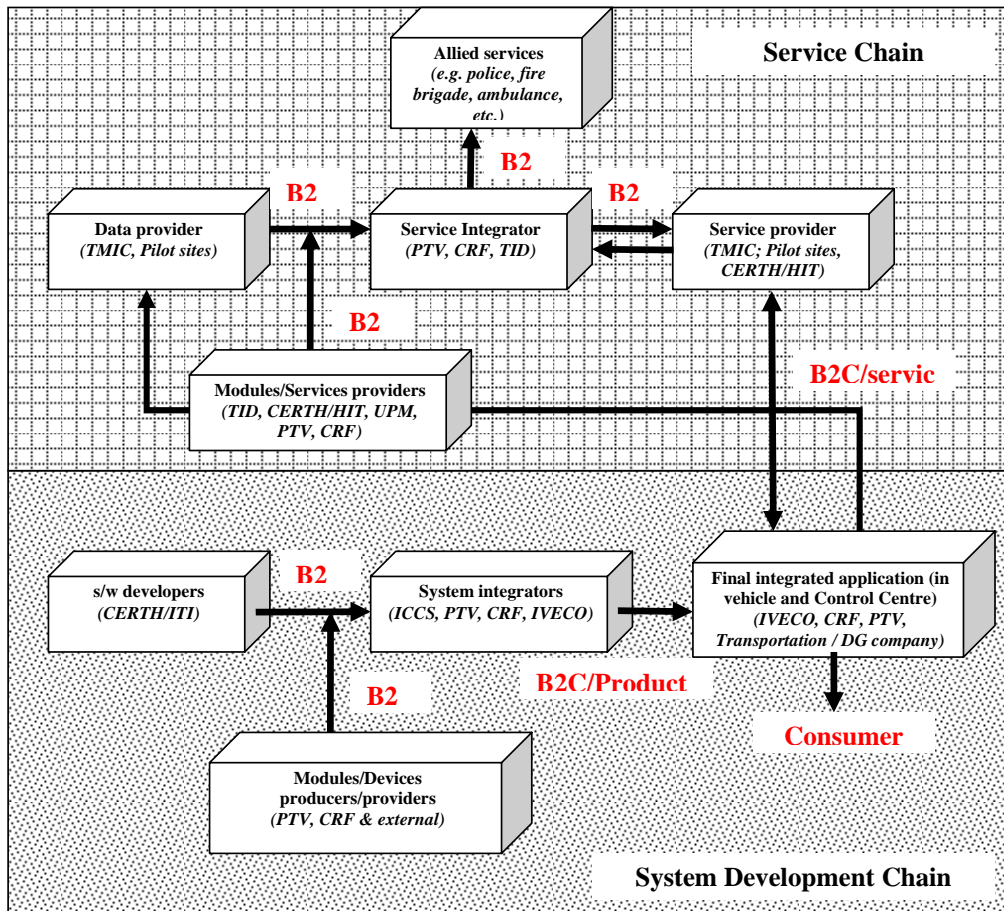 Allied services
(e.g. police, fire
brigade, ambulance,
etc.)
Service Chain
B2
B2
B2
Data provider
(TMIC, Pilot sites)
Service Integrator
(PTV, CRF, TID)
Service provider
(TMIC; Pilot sites,
CERTH/HIT)
B2
B2C/servic
Modules/Services providers
(TID, CERTH/HIT, UPM,
PTV, CRF)
s/w developers
(CERTH/ITI)
B2
System integrators
(ICCS, PTV, CRF, IVECO)
Final integrated application (in
vehicle and Control Centre)
(IVECO, CRF, PTV,
Transportation / DG company)
B2
B2C/Product
Consumer
Modules/Devices
producers/providers
(PTV, CRF & external)
System Development Chain